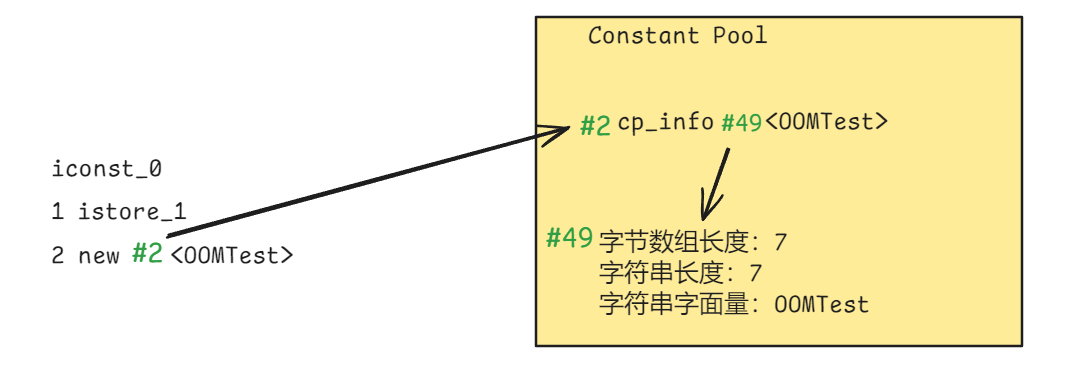 iconst_0
1 istore_1
2 new #2 <OOMTest>
Constant Pool
#2 cp_info #49<OOMTest>
#49 字节数组长度：7
字符串长度：7
字符串字面量：OOMTest